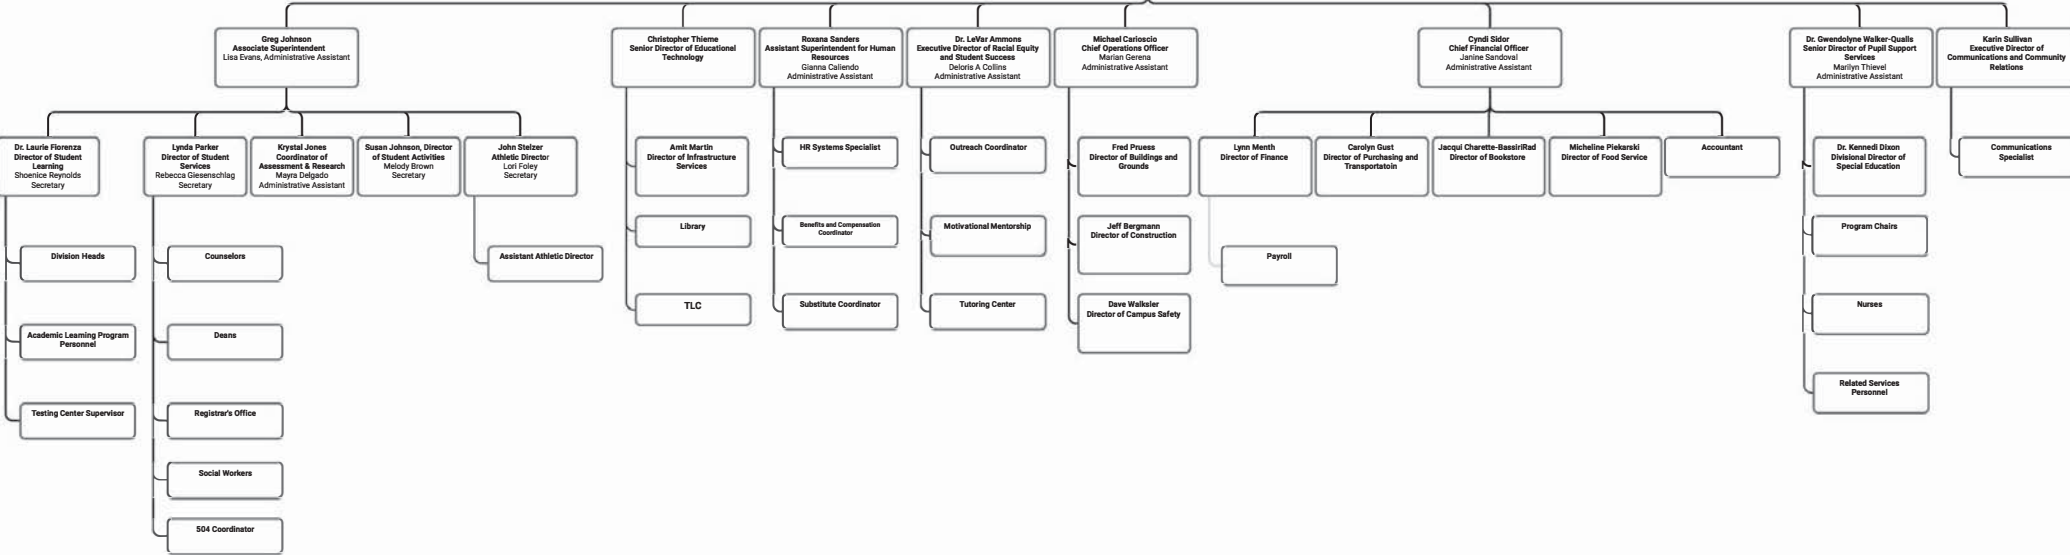 Greg Johnson
Associate Superintendent
Lisa Evans, Administrative Assistant
Christopher Thieme
Senior Director of Educational
Technology
Roxana Sanders
Assistant Superintendent for Human
Resources
Gianna Caliendo
Administrative Assistant
Dr. LeVar Ammons
Executive Director of Racial Equity
and Student Success
Deloris A Collins
Administrative Assistant
Michael Carioscio
Chief Operations Officer
Marian Gerena
Administrative Assistant
Cyndi Sidor
Chief Financial Officer
Janine Sandoval
Administrative Assistant
Dr. Gwendolyne Walker-Qualls
Senior Director of Pupil Support
Services
Marilyn Thievel
Administrative Assistant
Karin Sullivan
Executive Director of
Communications and Community
Relations
Dr. Laurie Fiorenza
Director of Student
Learning
Shoenice Reynolds
Secretary
Lynda Parker
Director of Student
Services
Rebecca Giesenschlag
Secretary
Krystal Jones
Coordinator of
Assessment & Research
Mayra Delgado
Administrative Assistant
Susan Johnson, Director
of Student Activities
Melody Brown
Secretary
John Stelzer
Athletic Director
Lori Foley
Secretary
Amit Martin
Director of Infrastructure
Services
HR Systems Specialist
Outreach Coordinator
Fred Pruess
Director of Buildings and
Grounds
Lynn Menth
Director of Finance
Carolyn Gust
Director of Purchasing and
Transportatoin
Jacqui Charette-BassiriRad
Director of Bookstore
Micheline Piekarski
Director of Food Service
Accountant
Dr. Kennedi Dixon
Divisional Director of
Special Education
Communications
Specialist
Library
Benefits and Compensation
Coordinator
Motivational Mentorship
Jeff Bergmann
Director of Construction
Program Chairs
Division Heads
Counselors
Assistant Athletic Director
Payroll
TLC
Substitute Coordinator
Tutoring Center
Dave Walksler
Director of Campus Safety
Nurses
Academic Learning Program
Personnel
Deans
Related Services
Personnel
Testing Center Supervisor
Registrar's Office
Social Workers
504 Coordinator